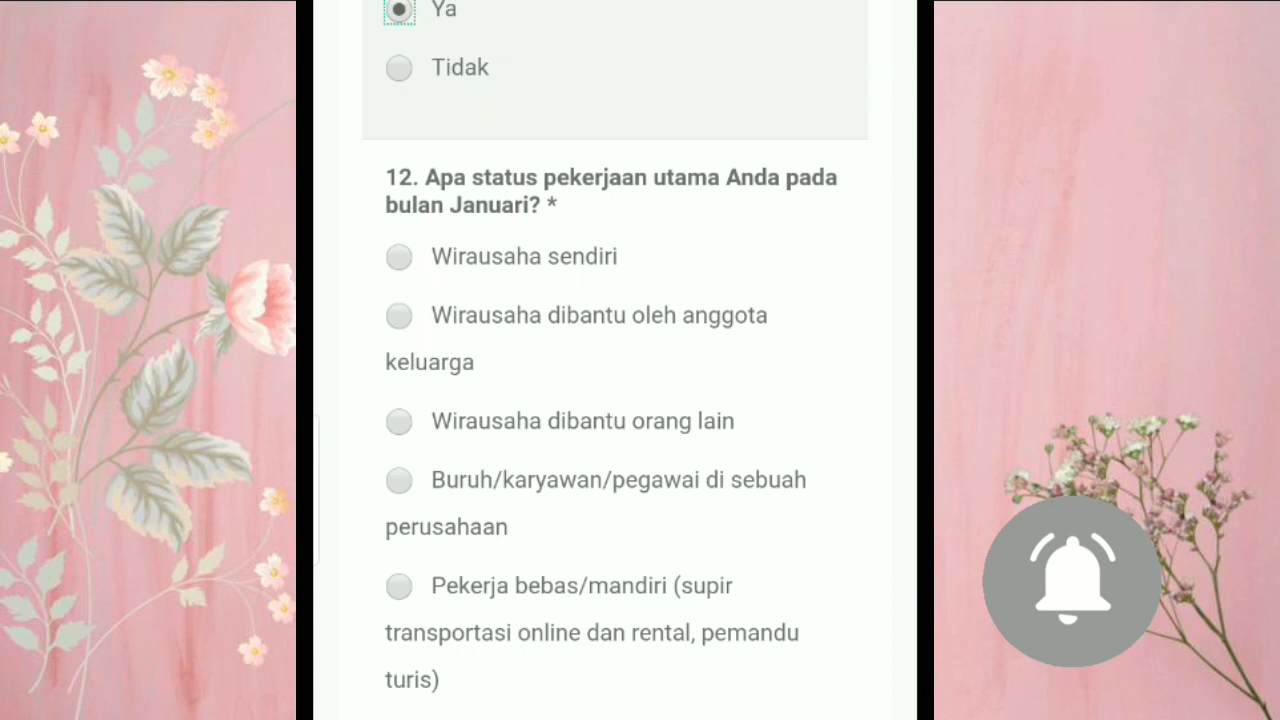 Ya
Tidak
12. Apa status pekerjaan utama Anda pada
bulan Januari? *
Wirausaha sendiri
Wirausaha dibantu oleh anggota
keluarga
Wirausaha dibantu orang lain
Buruh/karyawan/pegawai di sebuah
perusahaan
Pekerja bebas/mandiri (supir
transportasi online dan rental, pemandu
turis)